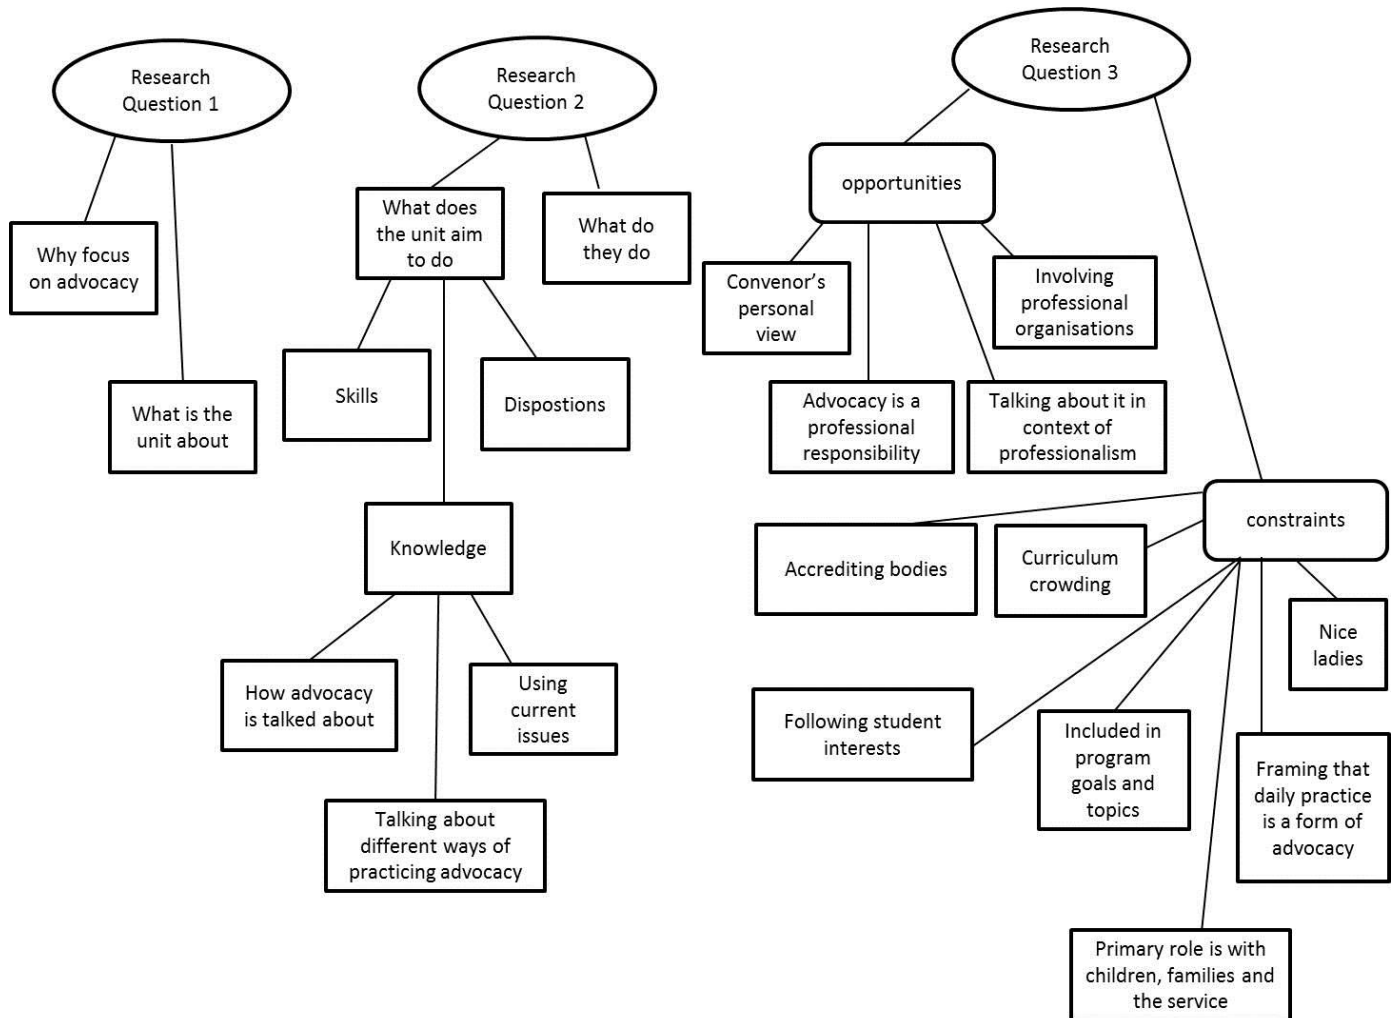 Research
Question 1
Research
Question 2
Research
Question 3
Why focus
on advocacy
What is the
unit about
What does
the unit aim
to do
What do
they do
Skills
Dispostions
Knowledge
How advocacy
is talked about
Using
current
issues
Talking about
different ways of
practicing advocacy
opportunities
Convenor’s
personal
view
Involving
professional
organisations
Advocacy is a
professional
responsibility
Talking about it in
context of
professionalism
constraints
Accrediting bodies
Curriculum
crowding
Nice
ladies
Following student
interests
Included in
program
goals and
topics
Framing that
daily practice
is a form of
advocacy
Primary role is with
children, families and
the service